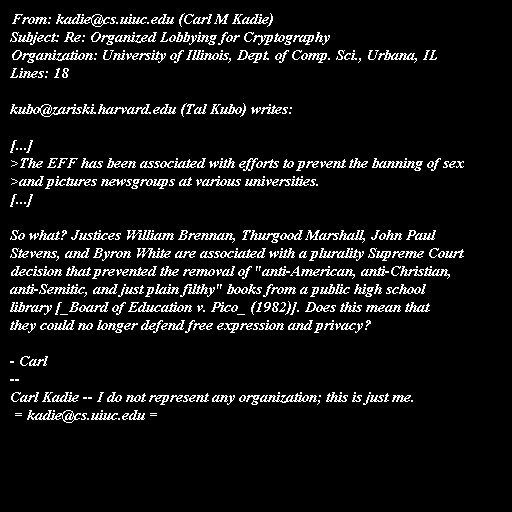 From: kadie@cs.uiuc.edu (Carl M Kadie)
Subject: Re: Organized Lobbying for Cryptography
Organization: University of Illinois, Dept. of Comp. Sci., Urbana, IL
Lines: 18

kubo@zariski.harvard.edu (Tal Kubo) writes:

[...]
>The EFF has been associated with efforts to prevent the banning of sex
>and pictures newsgroups at various universities.
[...]

So what? Justices William Brennan, Thurgood Marshall, John Paul
Stevens, and Byron White are associated with a plurality Supreme Court
decision that prevented the removal of "anti-American, anti-Christian,
anti-Semitic, and just plain filthy" books from a public high school
library [_Board of Education v. Pico_ (1982)]. Does this mean that
they could no longer defend free expression and privacy?

- Carl
--
Carl Kadie -- I do not represent any organization; this is just me.
= kadie@cs.uiuc.edu =